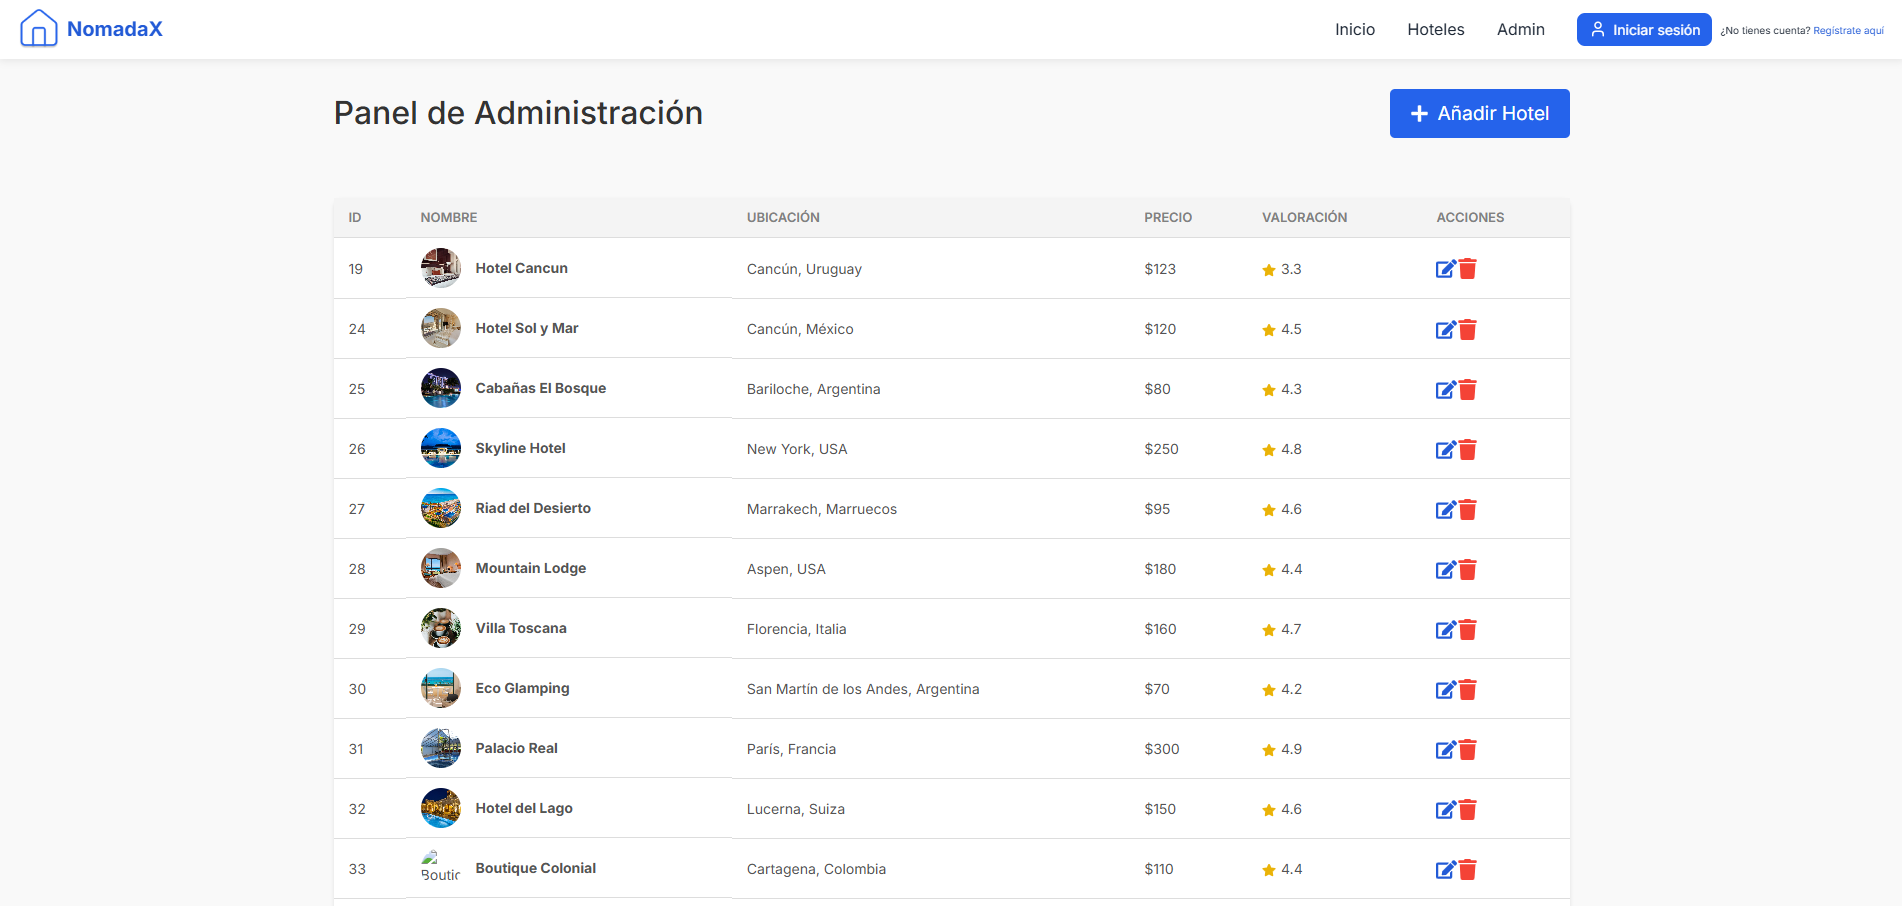 NomadaX
Inicio Hoteles Admin Iniciar sesión ¿No tienes cuenta? Regístrate aquí
Panel de Administración
Añadir Hotel
ID NOMBRE UBICACIÓN PRECIO VALORACIÓN ACCIONES
19 Hotel Cancun Cancún, Uruguay $123 3.3
24 Hotel Sol y Mar Cancún, México $120 4.5
25 Cabañas El Bosque Bariloche, Argentina $80 4.3
26 Skyline Hotel New York, USA $250 4.8
27 Riad del Desierto Marrakech, Marruecos $95 4.6
28 Mountain Lodge Aspen, USA $180 4.4
29 Villa Toscana Florencia, Italia $160 4.7
30 Eco Glamping San Martín de los Andes, Argentina $70 4.2
31 Palacio Real París, Francia $300 4.9
32 Hotel del Lago Lucerna, Suiza $150 4.6
33 Boutique Colonial Cartagena, Colombia $110 4.4